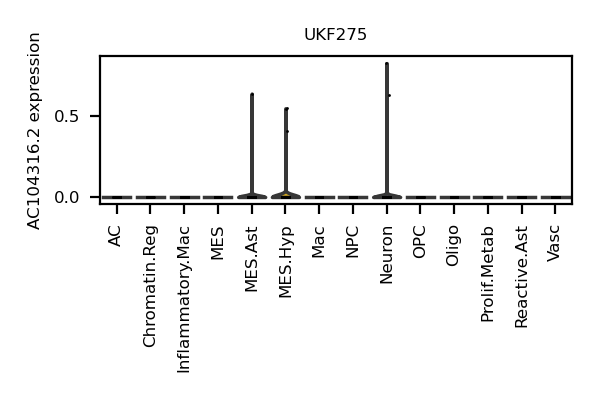 UKF275
AC104316.2 expression
0.5
0.0
AC
Chromatin.Reg
Inflammatory.Mac
MES
MES.Ast
MES.Hyp
Mac
NPC
Neuron
OPC
Oligo
Prolif.Metab
Reactive.Ast
Vasc